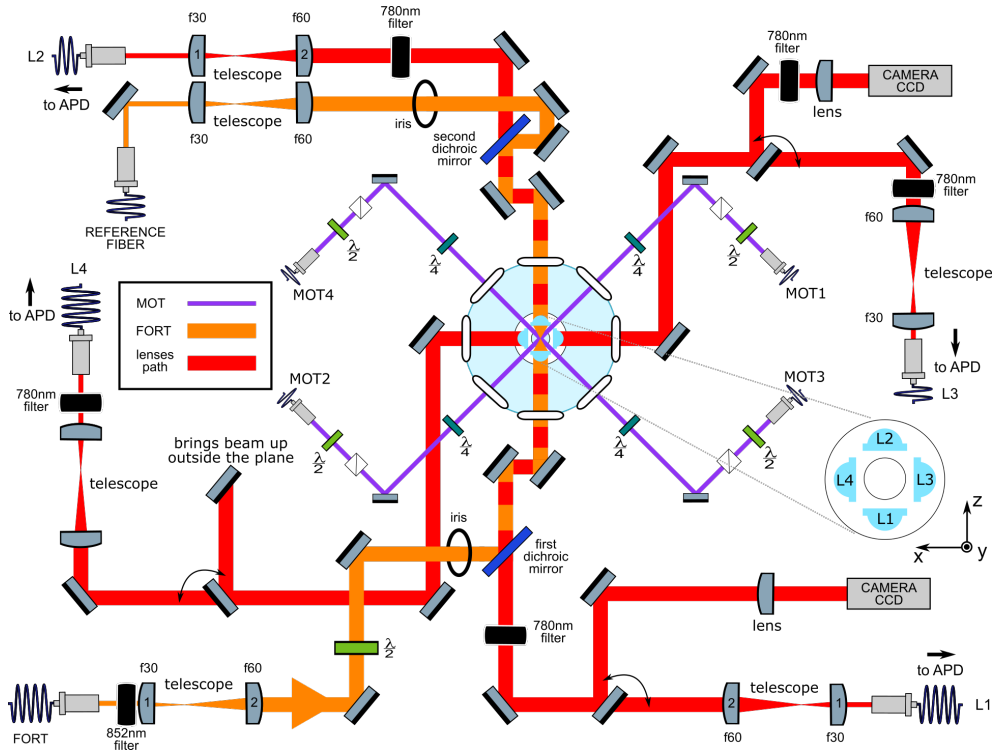 f30
f60
780nm
filter
780nm
filter
CAMERA
CCD
L2
1
2
telescope
lens
to APD
telescope
f30
f60
iris
second
dichroic
mirror
780nm
filter
f60
REFERENCE
FIBER
λ
2
λ
4
λ
4
λ
2
telescope
MOT4
MOT1
L4
to APD
MOT
FORT
lenses
path
f30
to APD
L3
780nm
filter
MOT2
MOT3
λ
2
λ
4
λ
4
λ
2
brings beam up
outside the plane
telescope
L2
L4
L3
L1
z
x
y
iris
first
dichroic
mirror
780nm
filter
lens
CAMERA
CCD
λ
2
f30
f60
telescope
1
2
FORT
852nm
filter
to APD
telescope
2
1
L1
f60
f30